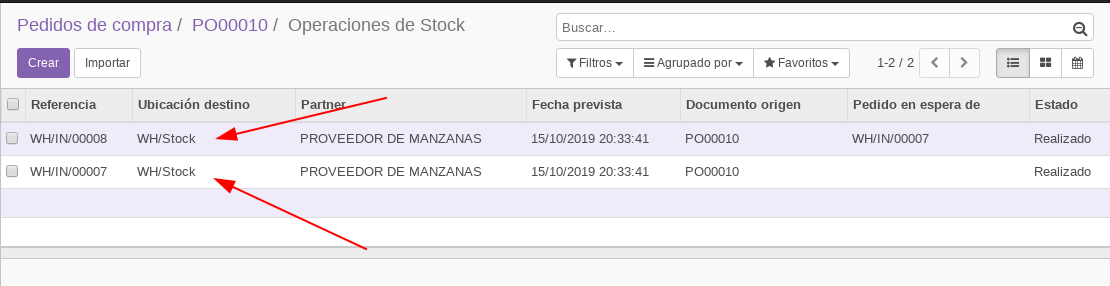 Pedidos de compra / PO00010 / Operaciones de Stock
Buscar...
Crear Importar
Filtros Agrupado por Favoritos 1-2 / 2
Referencia Ubicación destino Partner Fecha prevista Documento origen Pedido en espera de Estado
WH/IN/00008 WH/Stock PROVEEDOR DE MANZANAS 15/10/2019 20:33:41 PO00010 WH/IN/00007 Realizado
WH/IN/00007 WH/Stock PROVEEDOR DE MANZANAS 15/10/2019 20:33:41 PO00010 Realizado